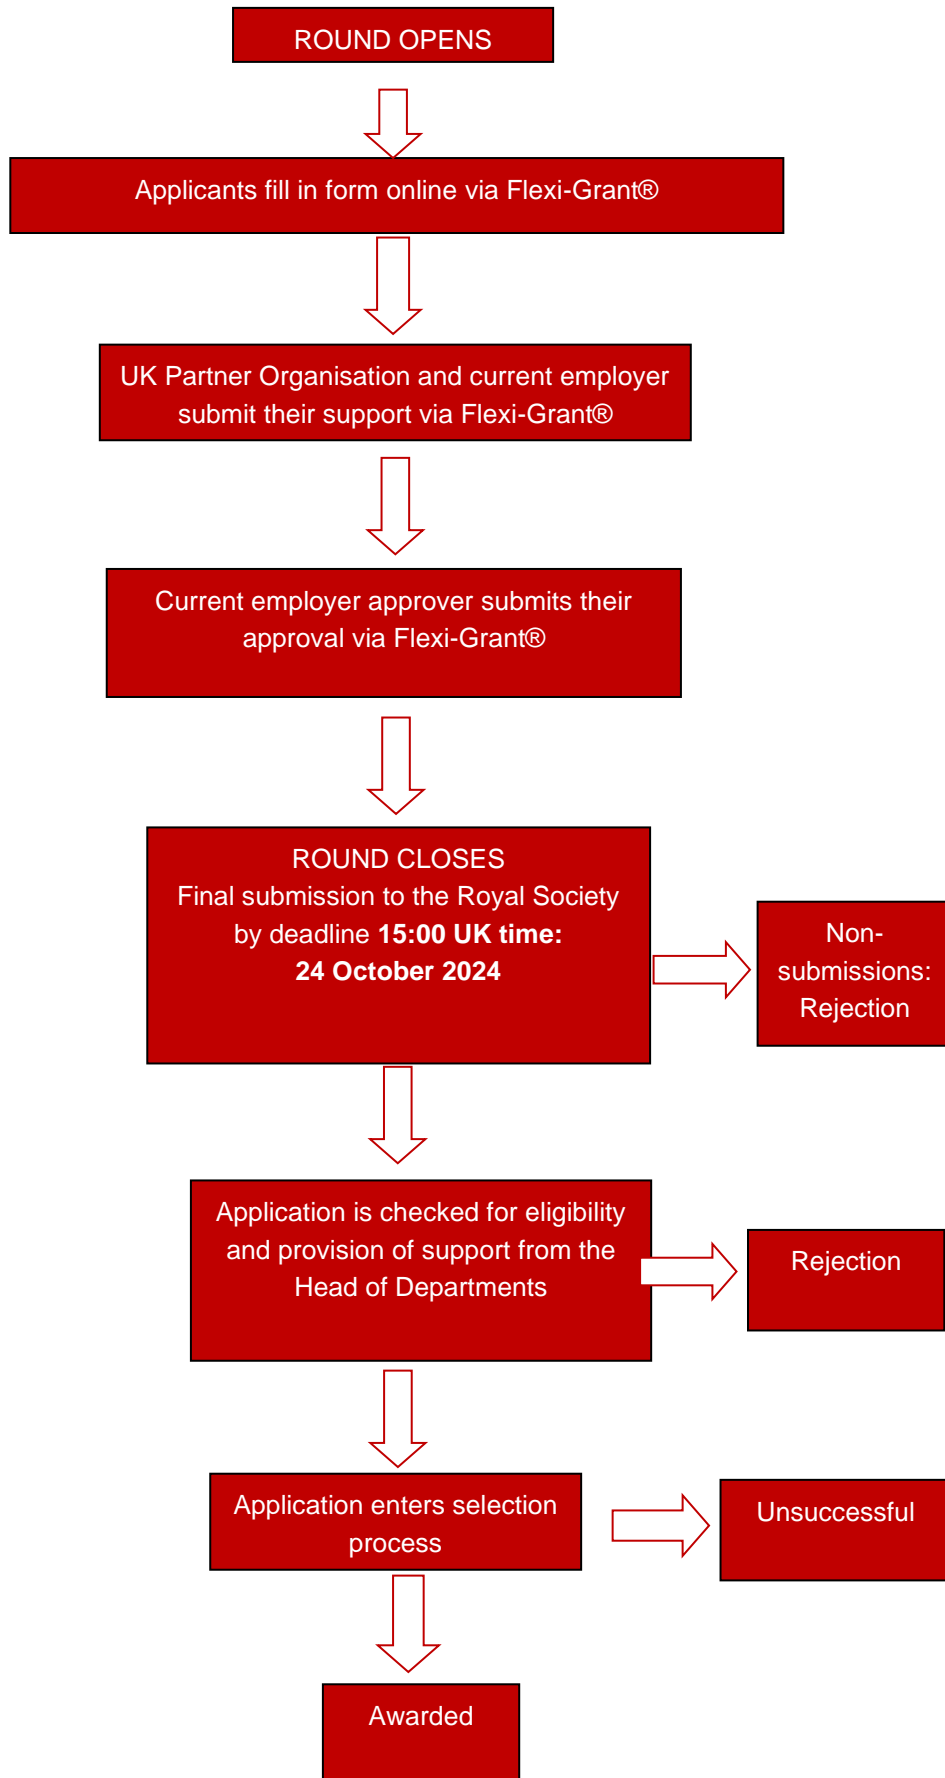 ROUND OPENS
Applicants fill in form online via Flexi-Grant®
UK Partner Organisation and current employer
submit their support via Flexi-Grant®
Current employer approver submits their
approval via Flexi-Grant®
ROUND CLOSES
Final submission to the Royal Society
by deadline 15:00 UK time:
24 October 2024
Non-
submissions:
Rejection
Application is checked for eligibility
and provision of support from the
Head of Departments
Rejection
Application enters selection
process
Unsuccessful
Awarded